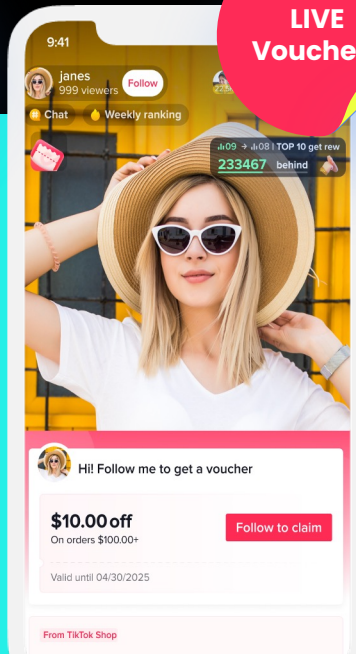 LIVE
Vouche
9:41
janes
999 viewers
Follow
Chat
Weekly ranking
09 → 08 | TOP 10 get rew
233467 behind
Hi! Follow me to get a voucher
$10.00 off
On orders $100.00+
Follow to claim
Valid until 04/30/2025
From TikTok Shop